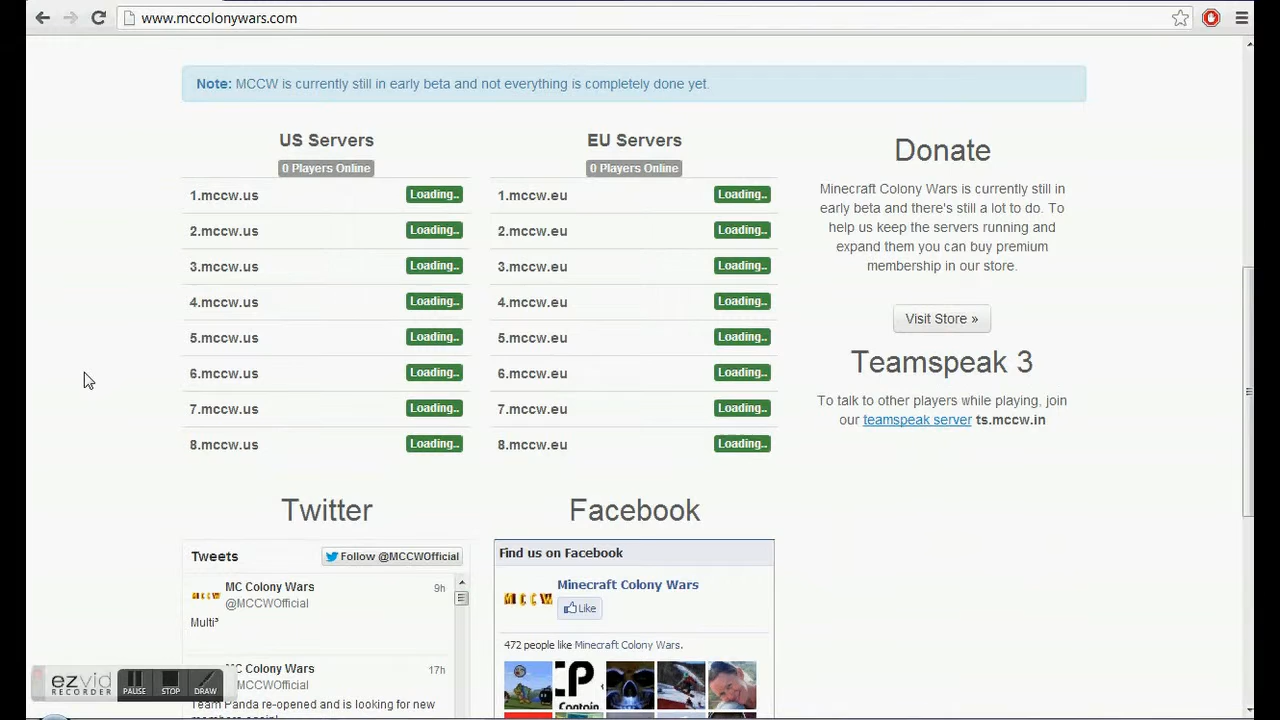 www.mccolonywars.com
Note: MCCW is currently still in early beta and not everything is completely done yet.
US Servers
0 Players Online
1.mccw.us Loading..
2.mccw.us Loading..
3.mccw.us Loading..
4.mccw.us Loading..
5.mccw.us Loading..
6.mccw.us Loading..
7.mccw.us Loading..
8.mccw.us Loading..
EU Servers
0 Players Online
1.mccw.eu Loading..
2.mccw.eu Loading..
3.mccw.eu Loading..
4.mccw.eu Loading..
5.mccw.eu Loading..
6.mccw.eu Loading..
7.mccw.eu Loading..
8.mccw.eu Loading..
Donate
Minecraft Colony Wars is currently still in
early beta and there's still a lot to do. To
help us keep the servers running and
expand them you can buy premium
membership in our store.
Visit Store »
Teamspeak 3
To talk to other players while playing, join
our teamspeak server ts.mccw.in
Twitter
Tweets Follow @MCCWOfficial
MCCW
MC Colony Wars 9h
@MCCWOfficial
Multi³
MC Colony Wars 17h
@MCCWOfficial
Team Panda re-opened and is looking for new
Facebook
Find us on Facebook
MCCW
Minecraft Colony Wars
Like
472 people like Minecraft Colony Wars.
CP
Captain
ezvid
RECORDER
PAUSE STOP DRAW